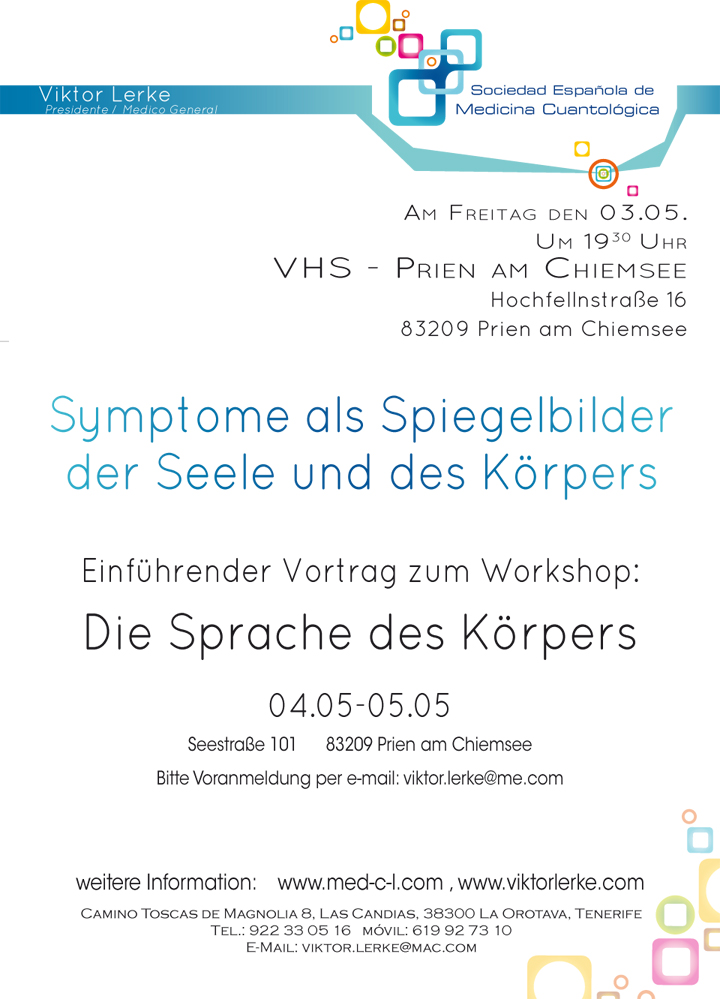 Viktor Lerke
Presidente / Medico General
Sociedad Española de
Medicina Cuantológica
Am Freitag den 03.05.
Um 19³⁰ Uhr
VHS - Prien am Chiemsee
Hochfellnstraße 16
83209 Prien am Chiemsee
Symptome als Spiegelbilder
der Seele und des Körpers
Einführender Vortrag zum Workshop:
Die Sprache des Körpers
04.05-05.05
Seestraße 101 83209 Prien am Chiemsee
Bitte Voranmeldung per e-mail: viktor.lerke@me.com
weitere Information: www.med-c-l.com , www.viktorlerke.com
Camino Toscas de Magnolia 8, Las Candias, 38300 La Orotava, Tenerife
Tel.: 922 33 05 16 móvil: 619 92 73 10
E-Mail: viktor.lerke@mac.com